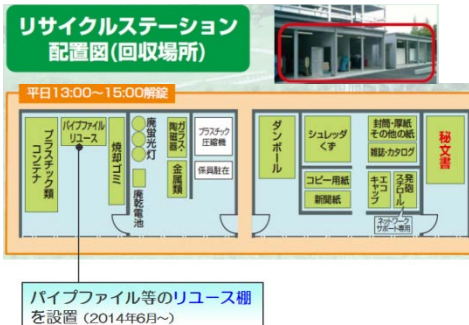 リサイクルステーション
配置図(回収場所)
平日13:00～15:00解錠
プラスチック類
コンテナ
パイプファイル
リユース
焼却ゴミ
廃蛍光灯
廃乾電池
ガラス・
陶磁器
金属類
プラスチック
圧縮機
係員駐在
ダンボール
シュレッダ
くず
コピー用紙
新聞紙
封筒・厚紙
その他の紙
雑誌・カタログ
エコ
キャップ
発砲
スチロール
ネットワーク
サポート専用
秘文書
パイプファイル等のリユース棚
を設置（2014年6月～）